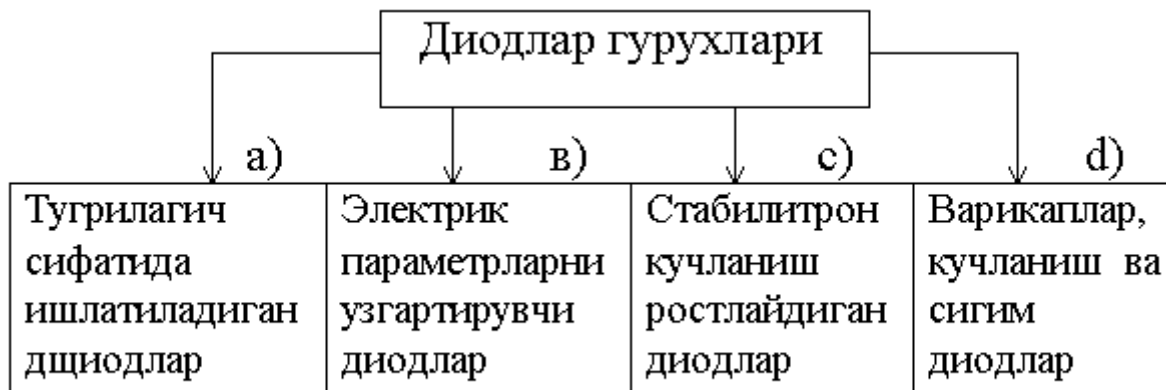 Диодлар гурухлари
a)
в)
c)
d)
Тугрилагич
сифатида
ишлатиладиган
дщиодлар
Электрик
параметрларни
узгартирувчи
диодлар
Стабилитрон
кучланиш
ростлайдиган
диодлар
Варикаплар,
кучланиш ва
сигим
диодлар